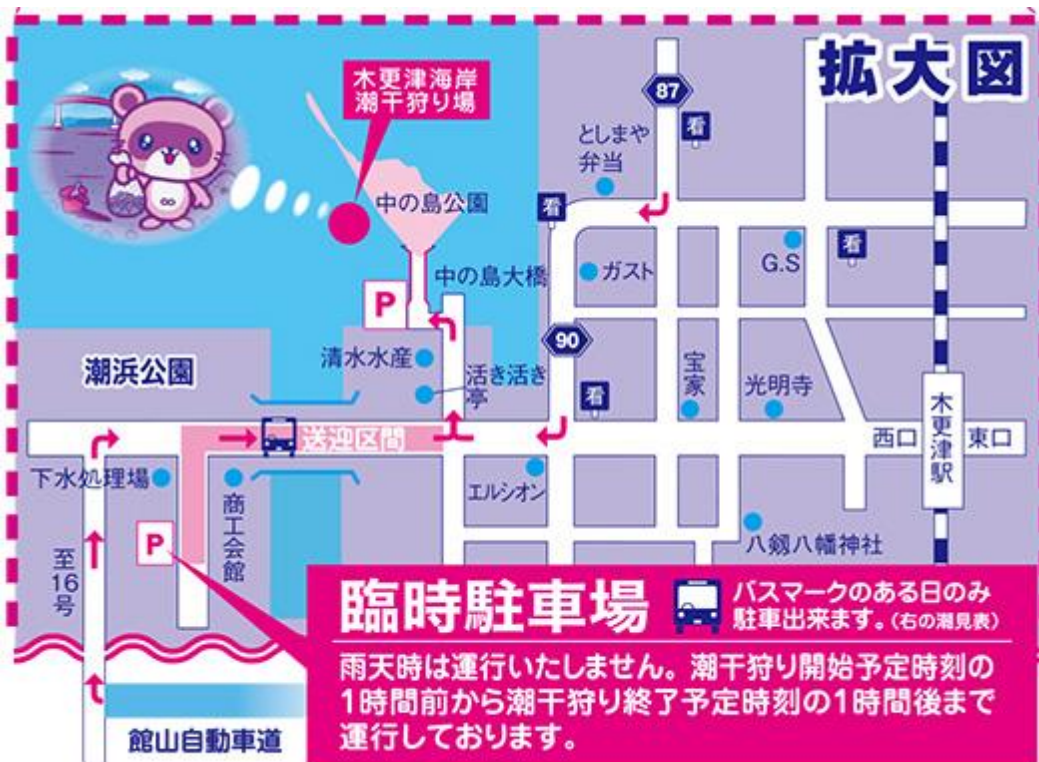 拡大図
木更津海岸
潮干狩り場
87
看
としまや
弁当
看
中の島公園
看
G.S
ガスト
中の島大橋
P
90
清水水産
潮浜公園
活き活き
亭
看
宝家
光明寺
木更津駅
西口
東口
送迎区間
下水処理場
商工会館
エルシオン
P
八剱八幡神社
至16号
臨時駐車場
バスマークのある日のみ
駐車出来ます。(右の潮見表)
雨天時は運行いたしません。潮干狩り開始予定時刻の
1時間前から潮干狩り終了予定時刻の1時間後まで
運行しております。
館山自動車道